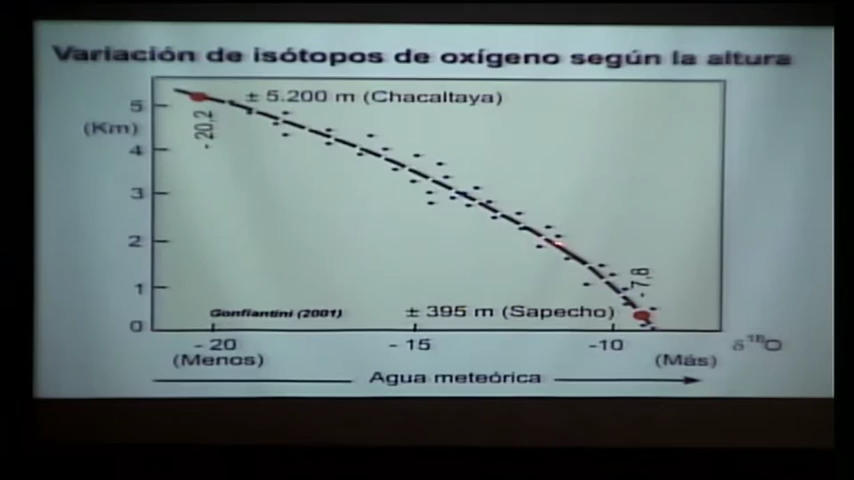 Variación de isótopos de oxígeno según la altura
± 5.200 m (Chacaltaya)
5
(Km)
- 20,2
4
3
2
1
0
- 7,8
Gonfiantini (2001)
± 395 m (Sapecho)
- 20
- 15
-10
δ¹⁸O
(Menos)
(Más)
Agua meteórica